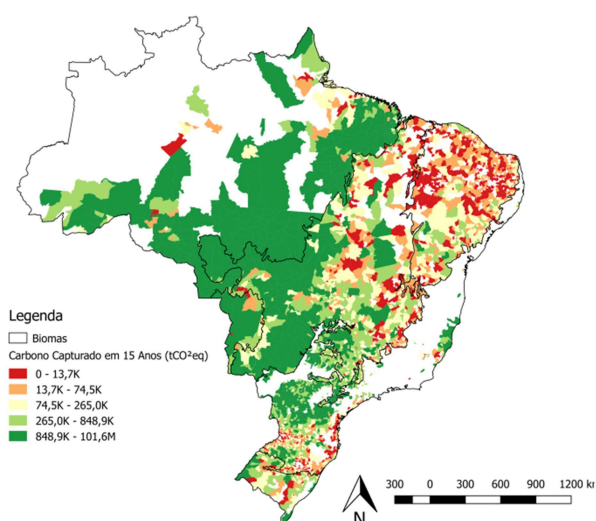 Legenda
Biomas
Carbono Capturado em 15 Anos (tCO²eq)
0 - 13,7K
13,7K - 74,5K
74,5K - 265,0K
265,0K - 848,9K
848,9K - 101,6M
300 0 300 600 900 1200 km
N